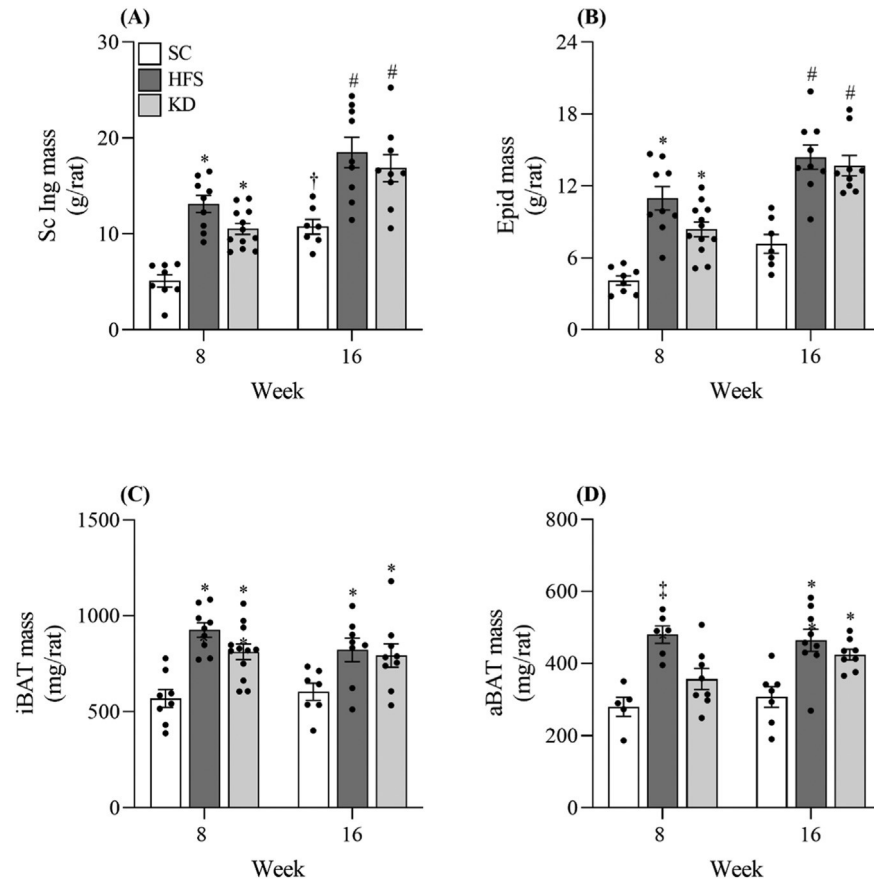 (A)
30
20
10
0
Sc Ing mass
(g/rat)
SC
HFS
KD
*
*
†
#
#
8
16
Week
(B)
24
18
12
6
0
Epid mass
(g/rat)
*
*
#
#
8
16
Week
(C)
1500
1000
500
0
iBAT mass
(mg/rat)
*
*
*
*
8
16
Week
(D)
800
600
400
200
0
aBAT mass
(mg/rat)
‡
*
*
8
16
Week